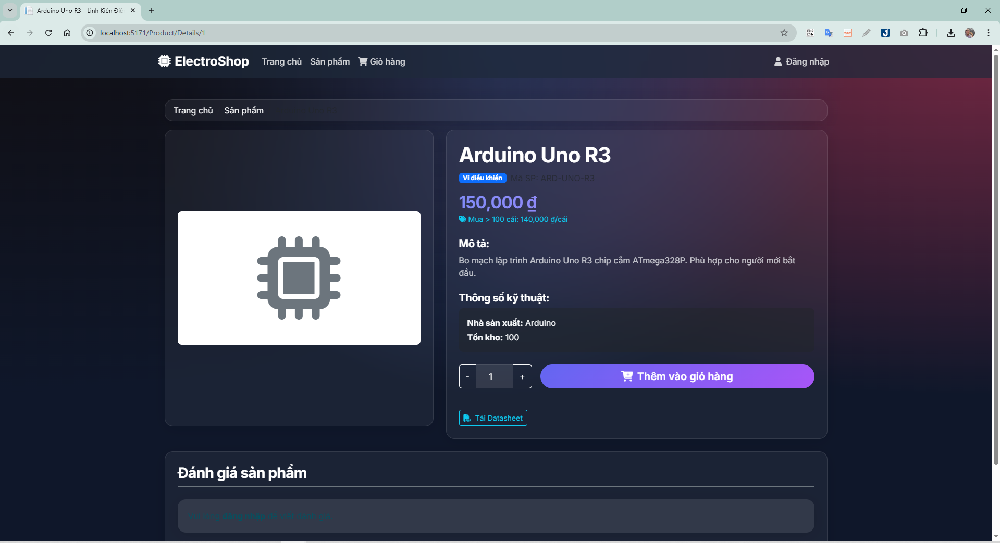 Arduino Uno R3 - Linh Kiện Điệ
localhost:5171/Product/Details/1
ElectroShop Trang chủ Sản phẩm Giỏ hàng Đăng nhập
Trang chủ Sản phẩm
Arduino Uno R3
Vi điều khiển Mã SP: ARD-UNO-R3
150,000 ₫
Mua > 100 cái: 140,000 ₫/cái
Mô tả:
Bo mạch lập trình Arduino Uno R3 chip cắm ATmega328P. Phù hợp cho người mới bắt
đầu.
Thông số kỹ thuật:
Nhà sản xuất: Arduino
Tồn kho: 100
- 1 + Thêm vào giỏ hàng
Tải Datasheet
Đánh giá sản phẩm
đăng nhập để viết đánh giá